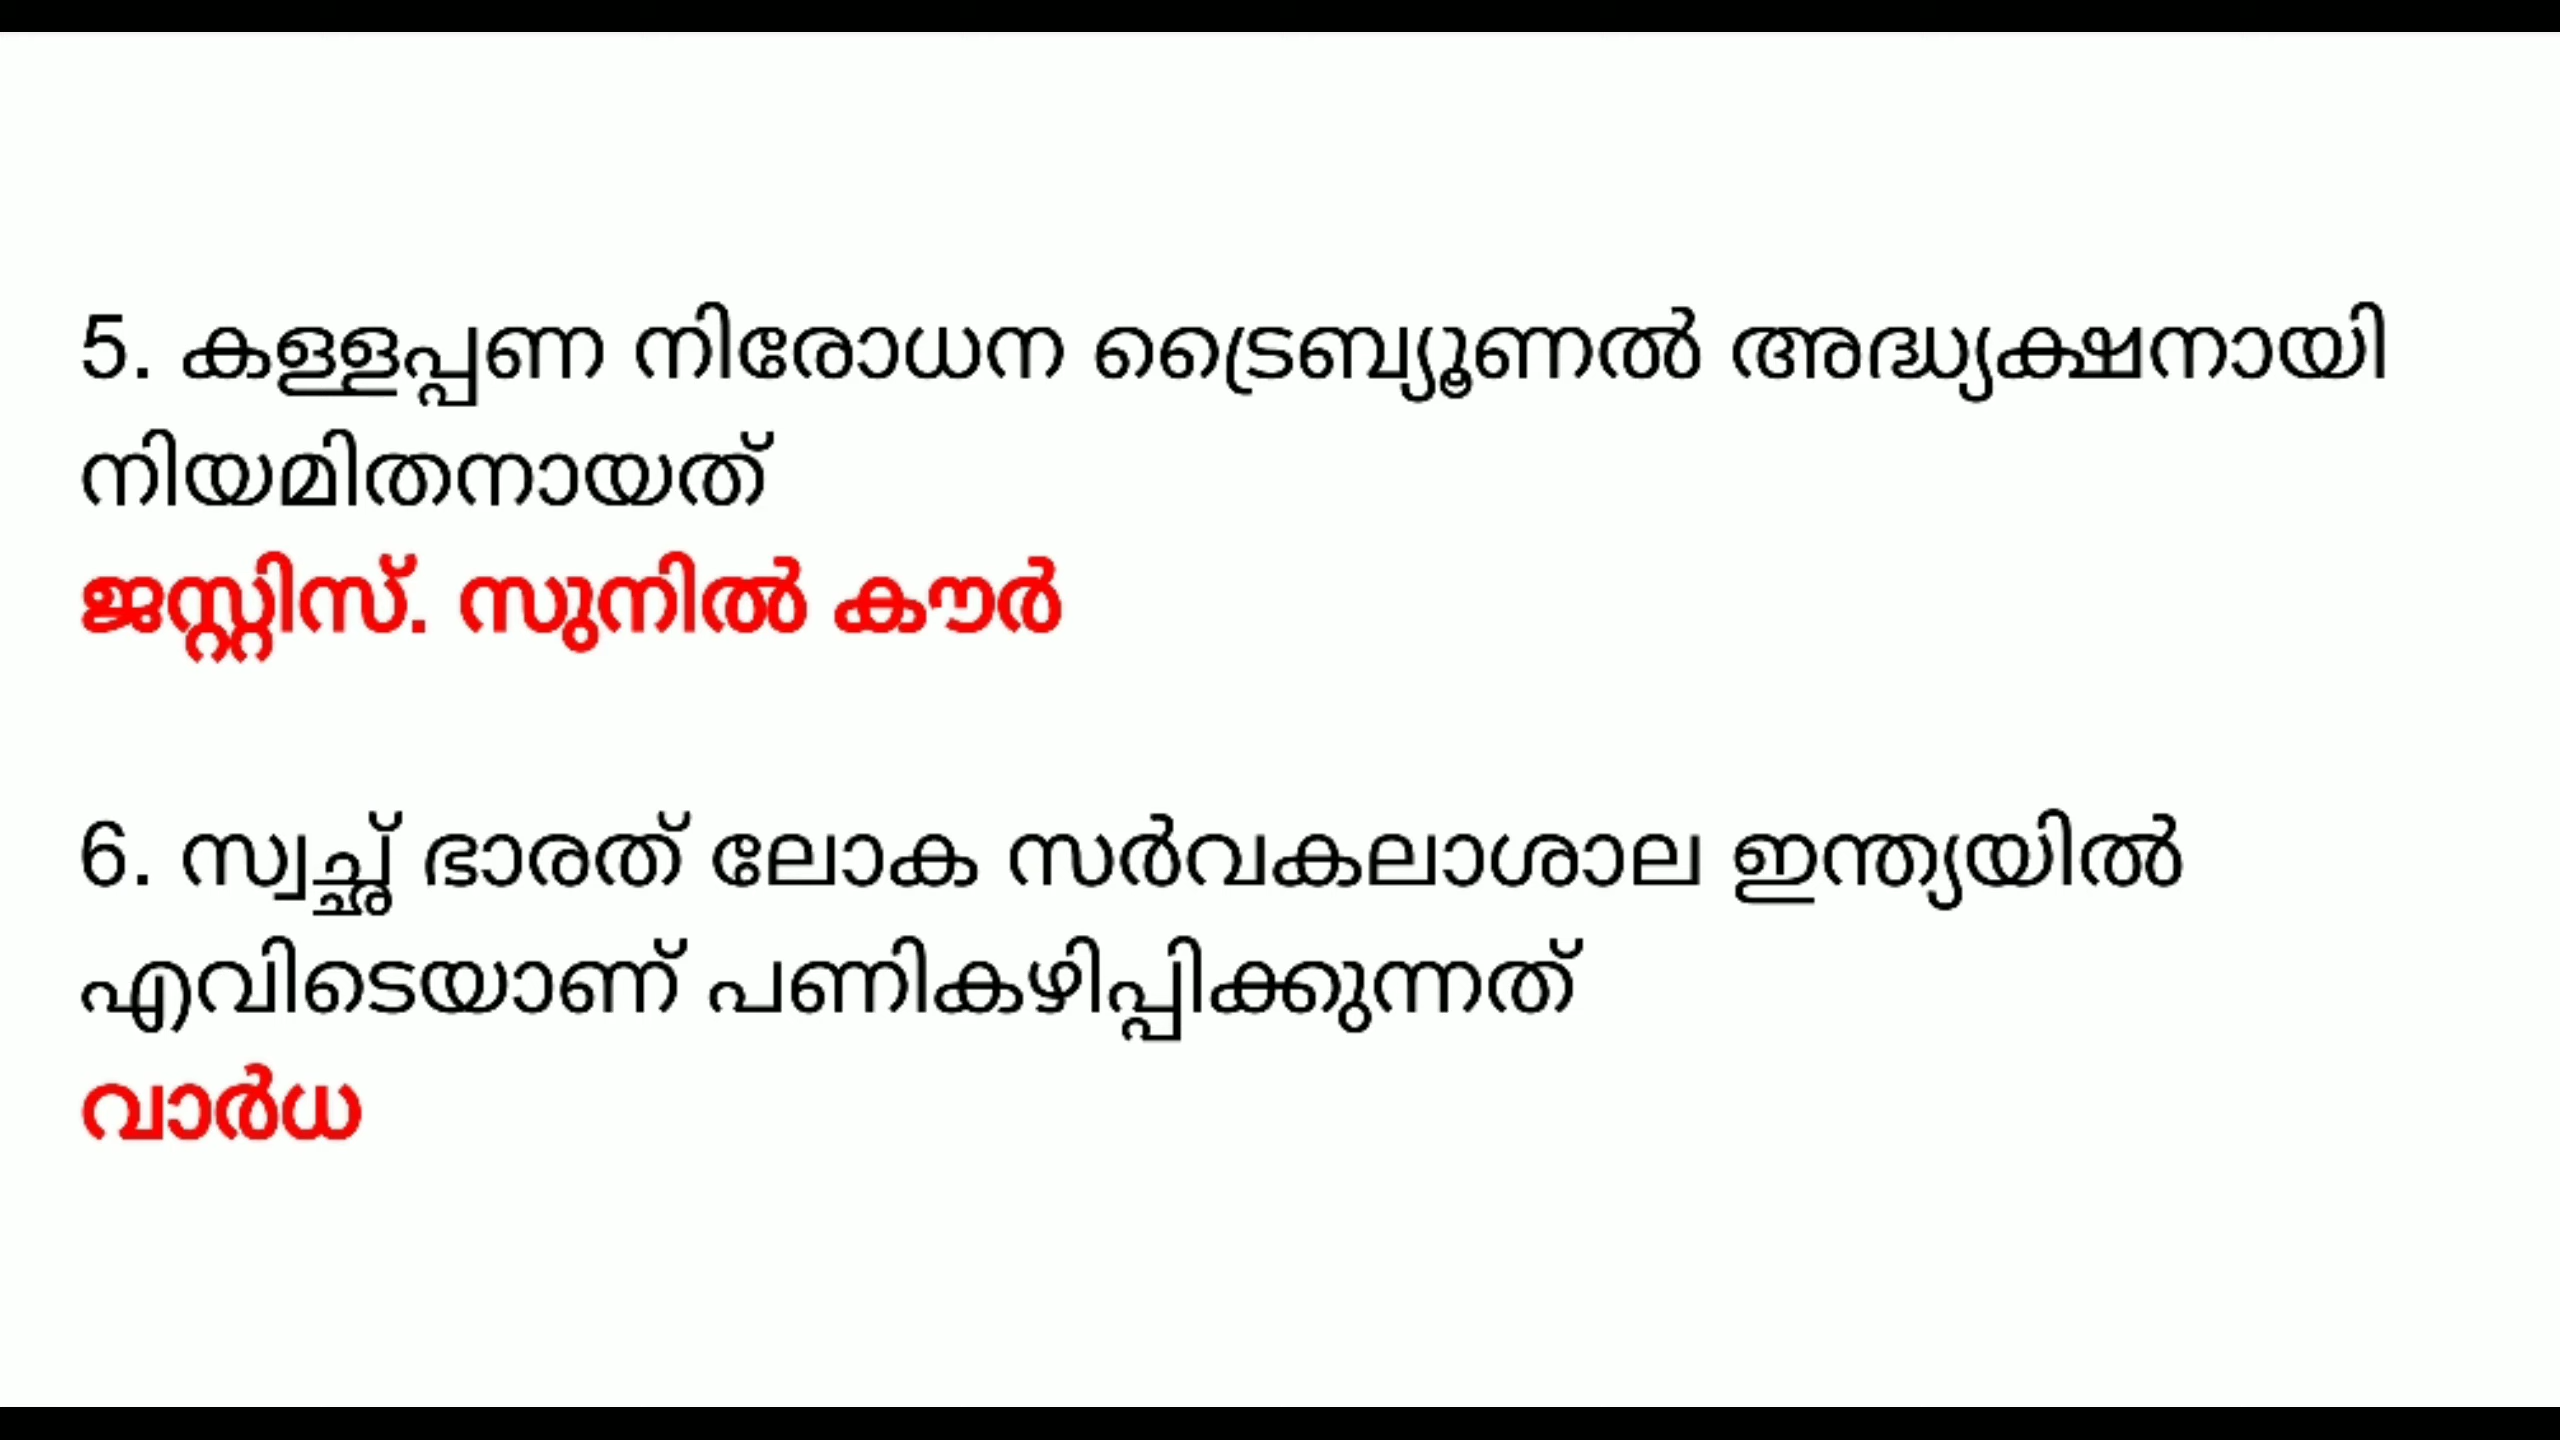 5. കള്ളപ്പണ നിരോധന ട്രൈബ്യൂണൽ അദ്ധ്യക്ഷനായി
നിയമിതനായത്
ജസ്റ്റിസ്. സുനിൽ കൗർ
6. സ്വച്ഛ് ഭാരത് ലോക സർവകലാശാല ഇന്ത്യയിൽ
എവിടെയാണ് പണികഴിപ്പിക്കുന്നത്
വാർധ